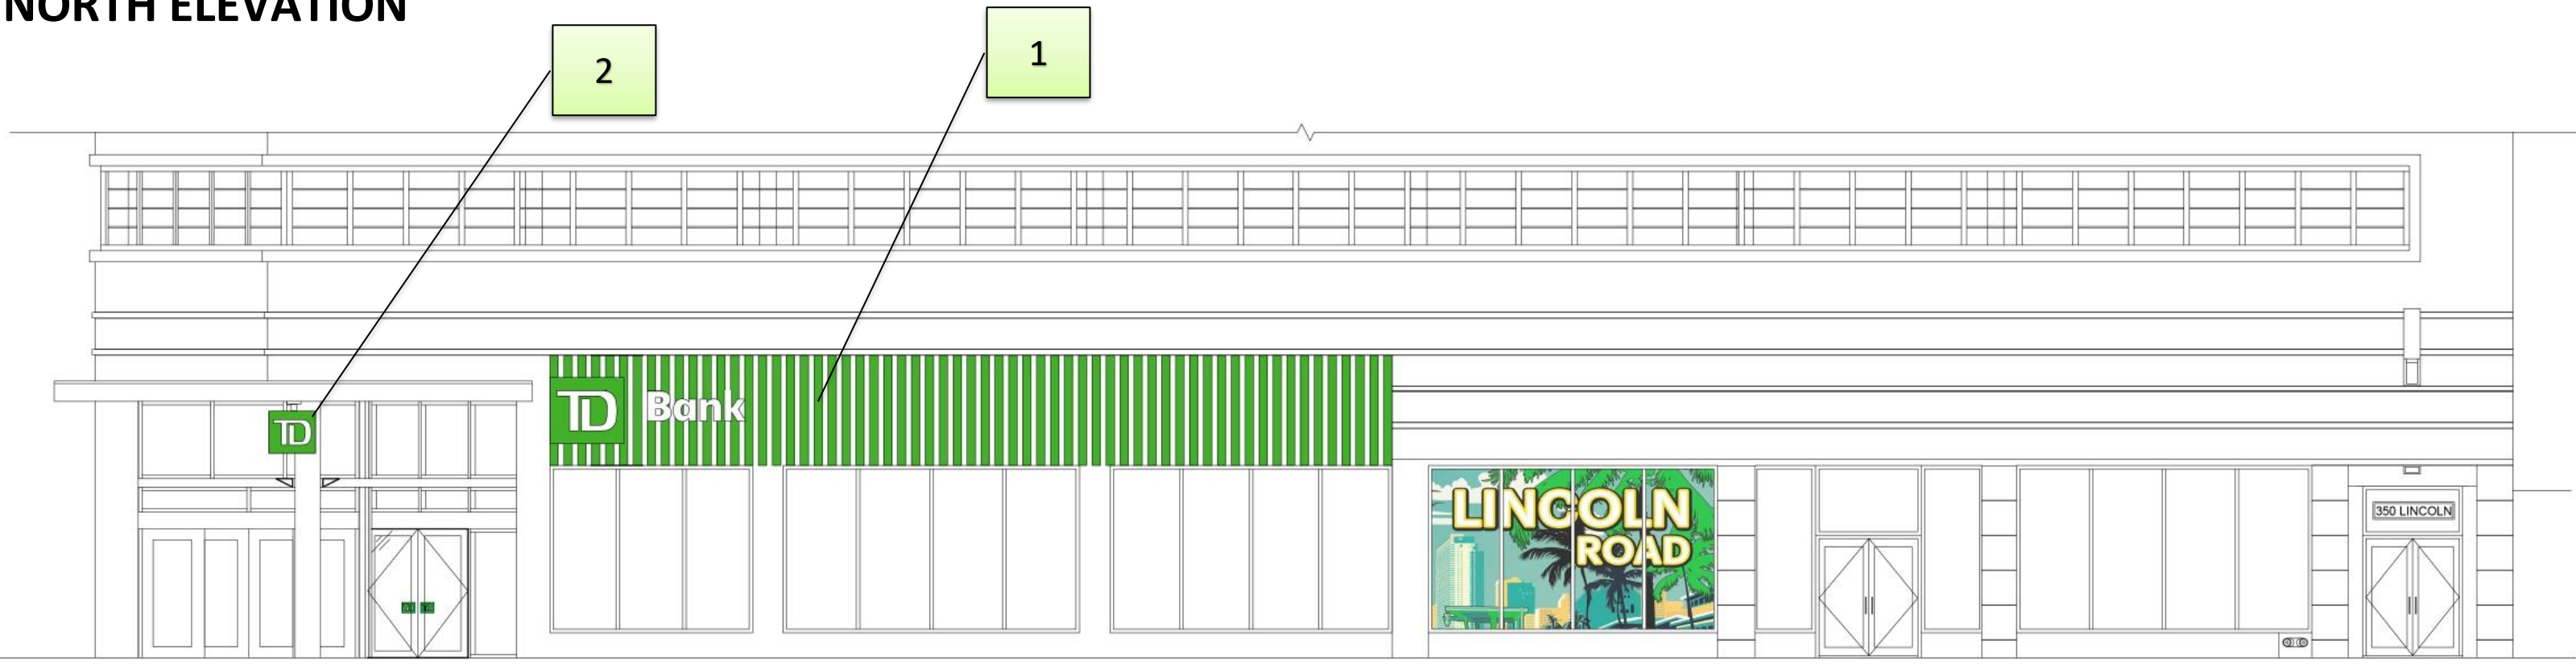 NORTH ELEVATION
2
1
TD
TD Bank
LINCOLN
ROAD
350 LINCOLN